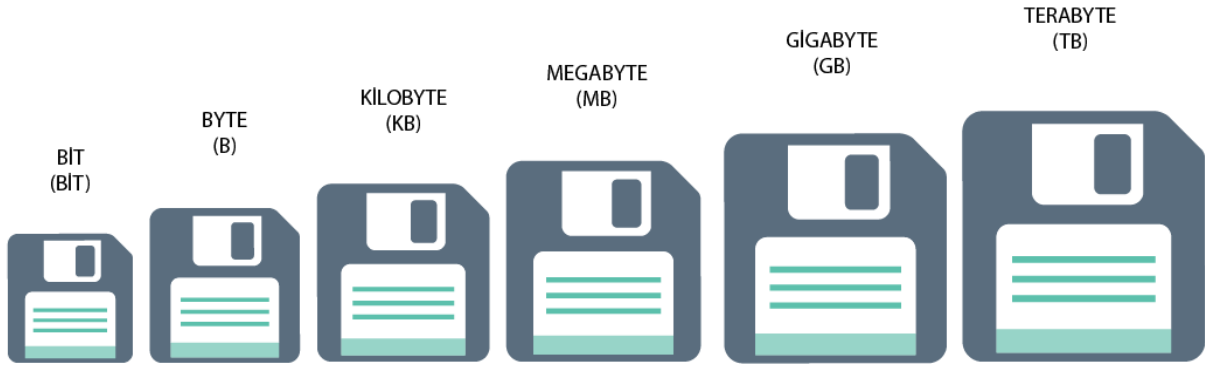 BİT
(BİT)
BYTE
(B)
KİLOBYTE
(KB)
MEGABYTE
(MB)
GİGABYTE
(GB)
TERABYTE
(TB)